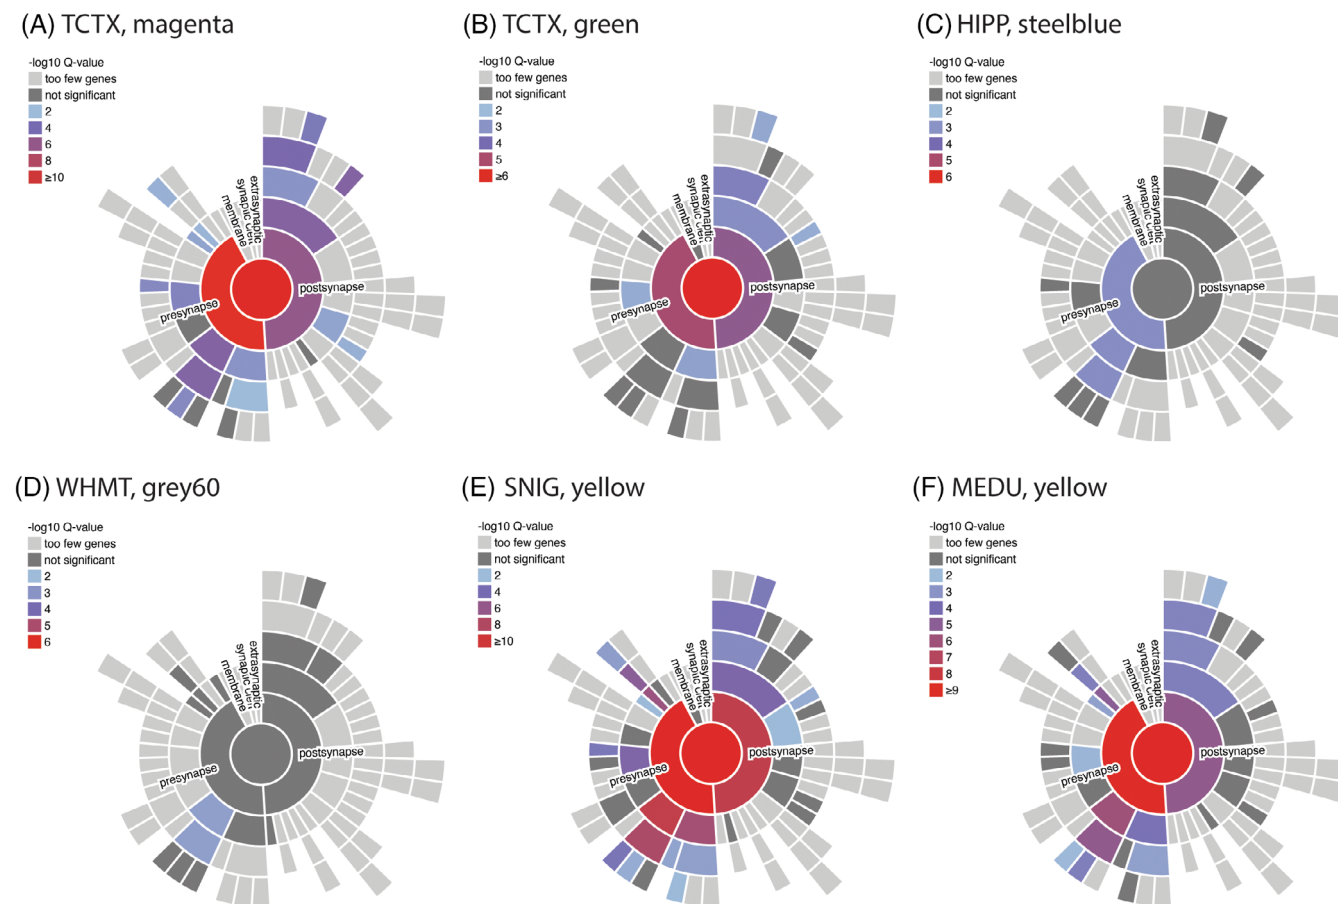 (A) TCTX, magenta
-log10 Q-value
too few genes
not significant
2
4
6
8
≥10
extrasynaptic
synaptic
membrane
postsynapse
presynapse
(B) TCTX, green
-log10 Q-value
too few genes
not significant
2
3
4
5
≥6
extrasynaptic
synaptic
membrane
postsynapse
presynapse
(C) HIPP, steelblue
-log10 Q-value
too few genes
not significant
2
3
4
5
6
extrasynaptic
synaptic
membrane
postsynapse
presynapse
(D) WHMT, grey60
-log10 Q-value
too few genes
not significant
2
3
4
5
6
extrasynaptic
synaptic
membrane
postsynapse
presynapse
(E) SNIG, yellow
-log10 Q-value
too few genes
not significant
2
4
6
8
≥10
extrasynaptic
synaptic
membrane
postsynapse
presynapse
(F) MEDU, yellow
-log10 Q-value
too few genes
not significant
2
3
4
5
6
7
8
≥9
extrasynaptic
synaptic
membrane
postsynapse
presynapse